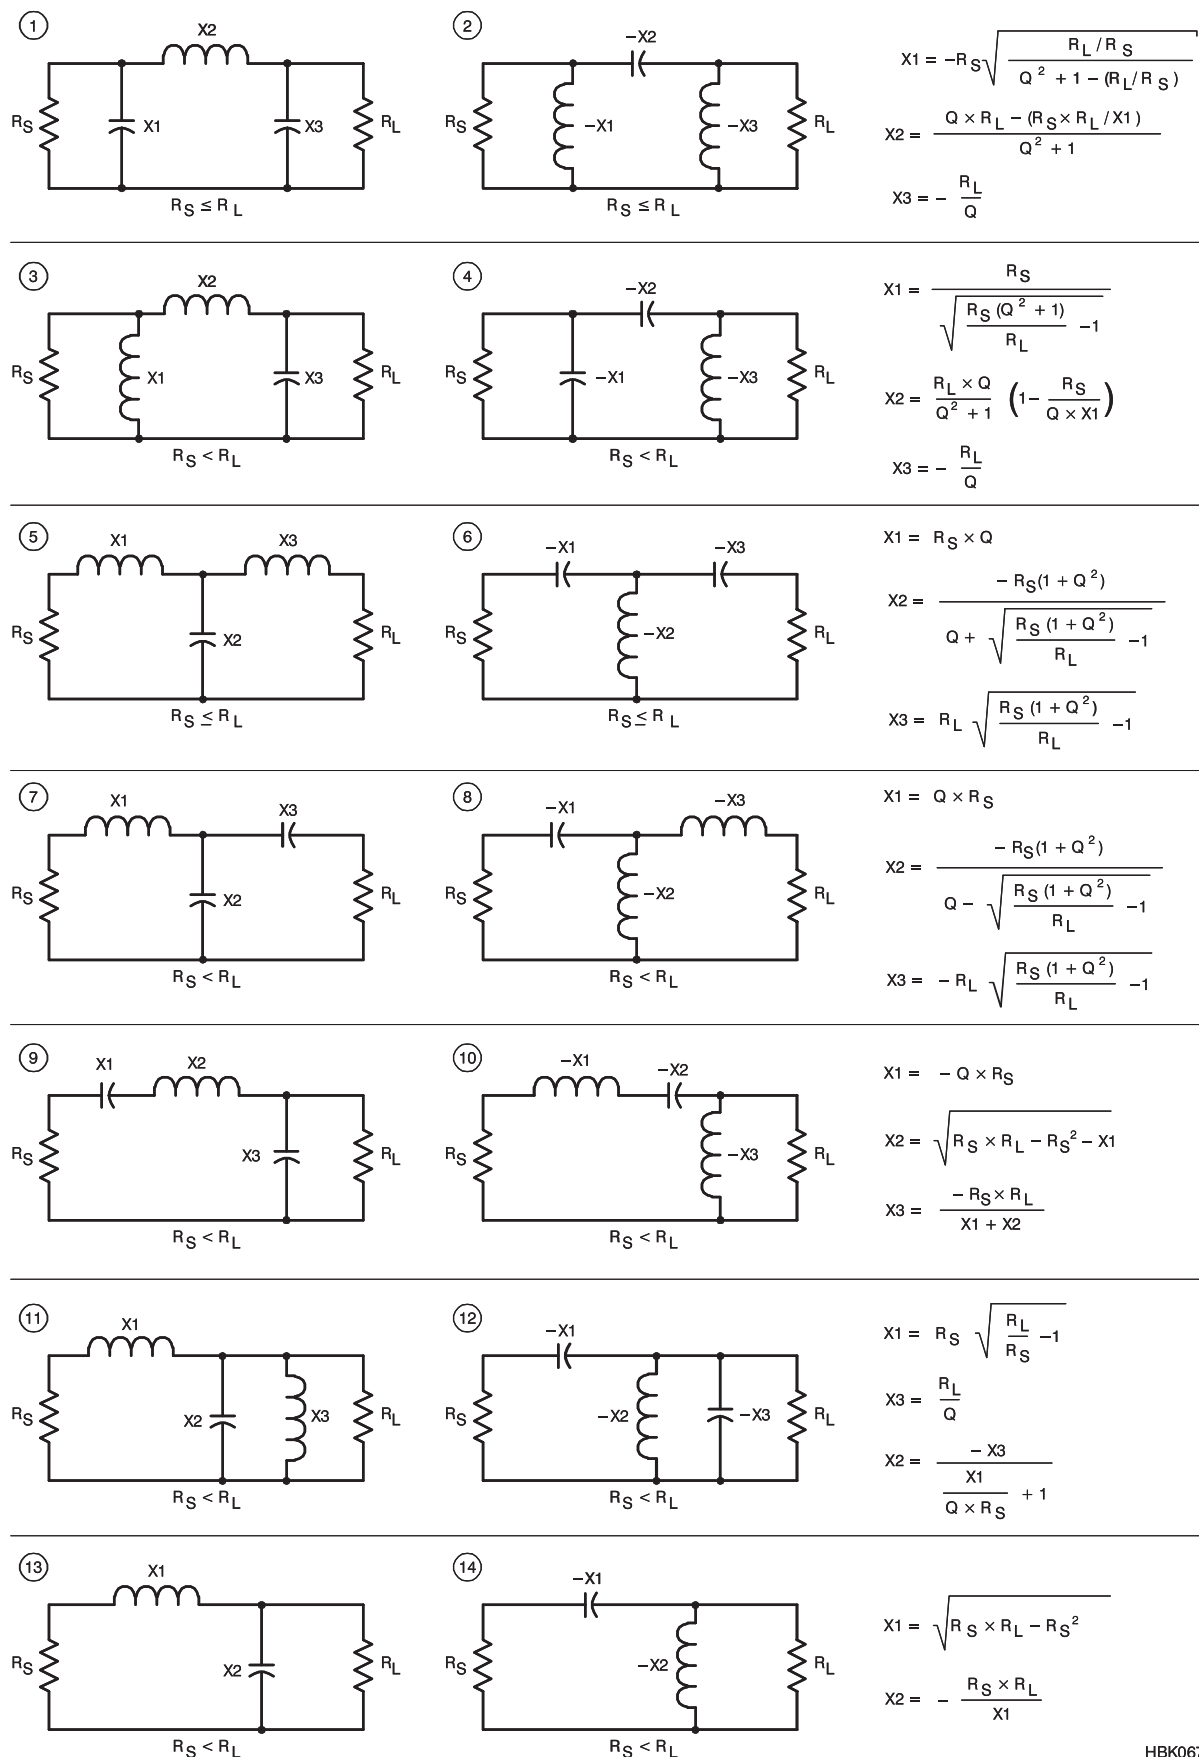 1
X2
R_S
X1
X3
R_L
R_S ≤ R_L
2
−X2
R_S
−X1
−X3
R_L
R_S ≤ R_L
X1 = −R_S √( (R_L / R_S) / (Q² + 1 − (R_L/R_S)) )
X2 = (Q × R_L − (R_S × R_L / X1)) / (Q² + 1)
X3 = − R_L / Q
3
X2
R_S
X1
X3
R_L
R_S < R_L
4
−X2
R_S
−X1
−X3
R_L
R_S < R_L
X1 = R_S / √( R_S (Q² + 1) / R_L −1 )
X2 = (R_L × Q) / (Q² + 1) (1− R_S / (Q × X1))
X3 = − R_L / Q
5
X1
X3
R_S
X2
R_L
R_S ≤ R_L
6
−X1
−X3
R_S
−X2
R_L
R_S ≤ R_L
X1 = R_S × Q
X2 = − R_S(1 + Q²) / (Q + √( R_S (1 + Q²) / R_L −1 ))
X3 = R_L √( R_S (1 + Q²) / R_L −1 )
7
X1
X3
R_S
X2
R_L
R_S < R_L
8
−X1
−X3
R_S
−X2
R_L
R_S < R_L
X1 = Q × R_S
X2 = − R_S(1 + Q²) / (Q − √( R_S (1 + Q²) / R_L −1 ))
X3 = − R_L √( R_S (1 + Q²) / R_L −1 )
9
X1
X2
R_S
X3
R_L
R_S < R_L
10
−X1
−X2
R_S
−X3
R_L
R_S < R_L
X1 = − Q × R_S
X2 = √( R_S × R_L − R_S² − X1 )
X3 = − R_S × R_L / (X1 + X2)
11
X1
R_S
X2
X3
R_L
R_S < R_L
12
−X1
R_S
−X2
−X3
R_L
R_S < R_L
X1 = R_S √( R_L / R_S −1 )
X3 = R_L / Q
X2 = − X3 / ( X1 / (Q × R_S) + 1 )
13
X1
R_S
X2
R_L
R_S < R_L
14
−X1
R_S
−X2
R_L
R_S < R_L
X1 = √( R_S × R_L − R_S² )
X2 = − (R_S × R_L) / X1
HBK067